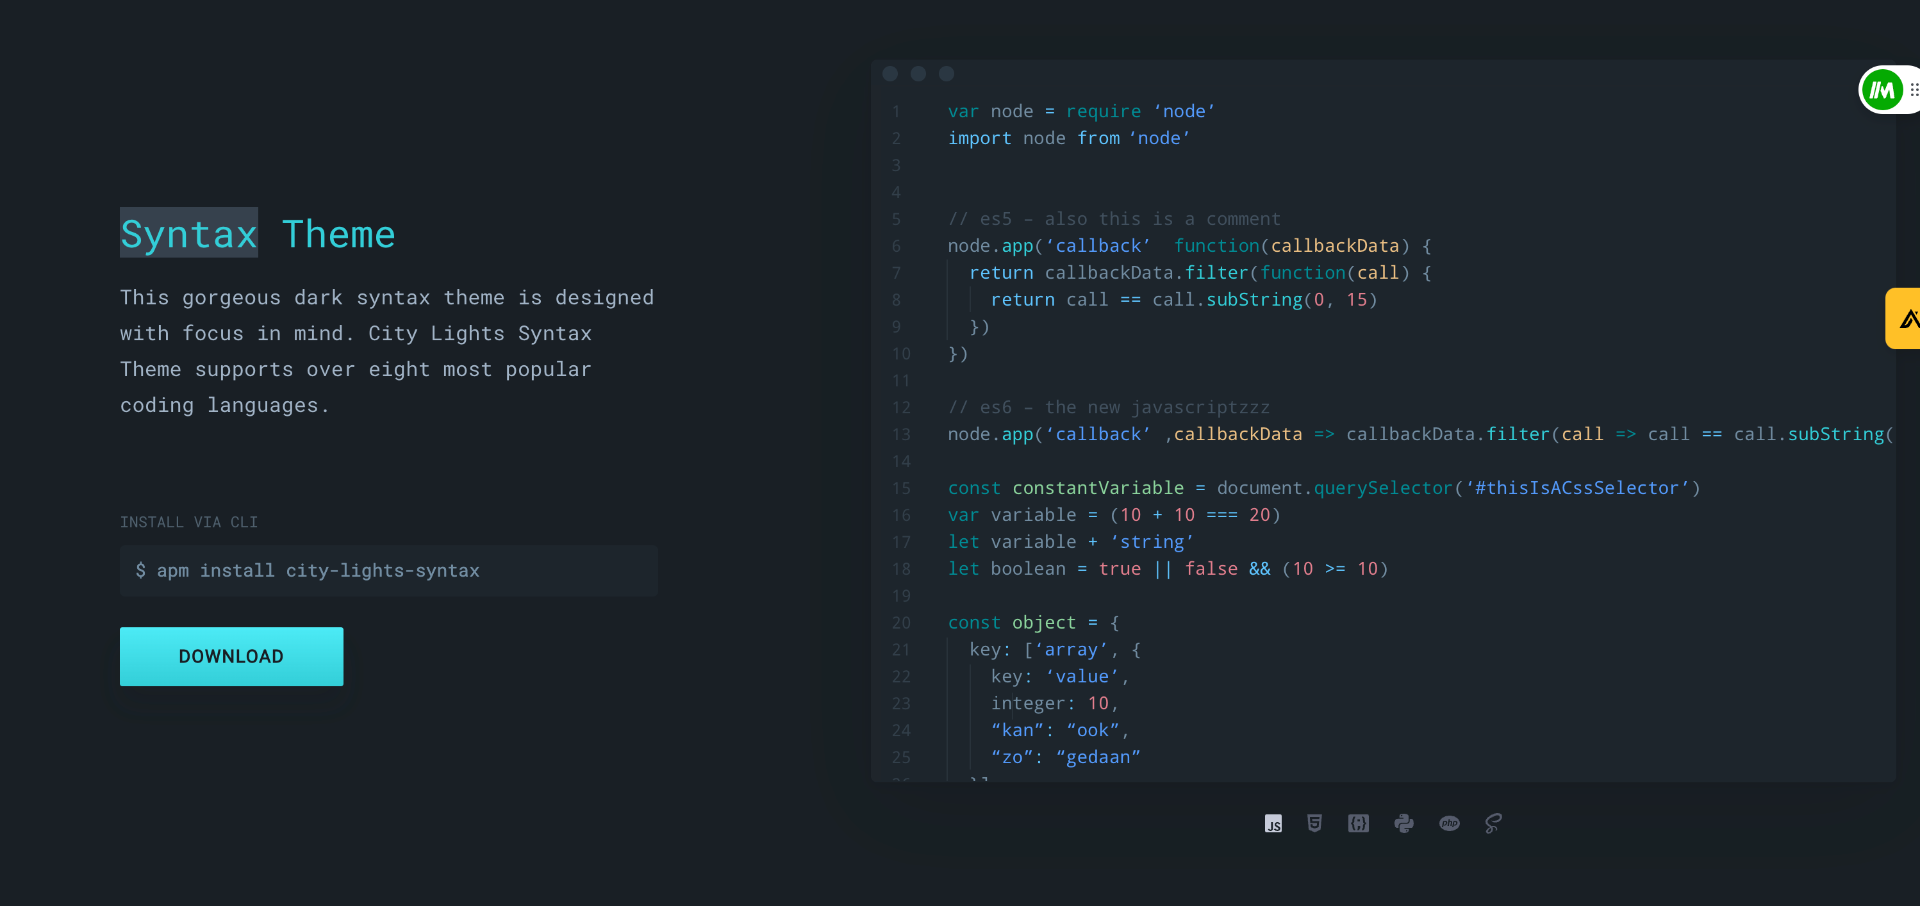 Syntax Theme
This gorgeous dark syntax theme is designed
with focus in mind. City Lights Syntax
Theme supports over eight most popular
coding languages.
INSTALL VIA CLI
$ apm install city-lights-syntax
DOWNLOAD
1 var node = require ‘node’
2 import node from ‘node’
3
4
5 // es5 – also this is a comment
6 node.app(‘callback’  function(callbackData) {
7 return callbackData.filter(function(call) {
8 return call == call.subString(0, 15)
9 })
10 })
11
12 // es6 – the new javascriptzzz
13 node.app(‘callback’ ,callbackData => callbackData.filter(call => call == call.subString(
14
15 const constantVariable = document.querySelector(‘#thisIsACssSelector’)
16 var variable = (10 + 10 === 20)
17 let variable + ‘string’
18 let boolean = true || false && (10 >= 10)
19
20 const object = {
21 key: [‘array’, {
22 key: ‘value’,
23 integer: 10,
24 “kan”: “ook”,
25 “zo”: “gedaan”
JS
php